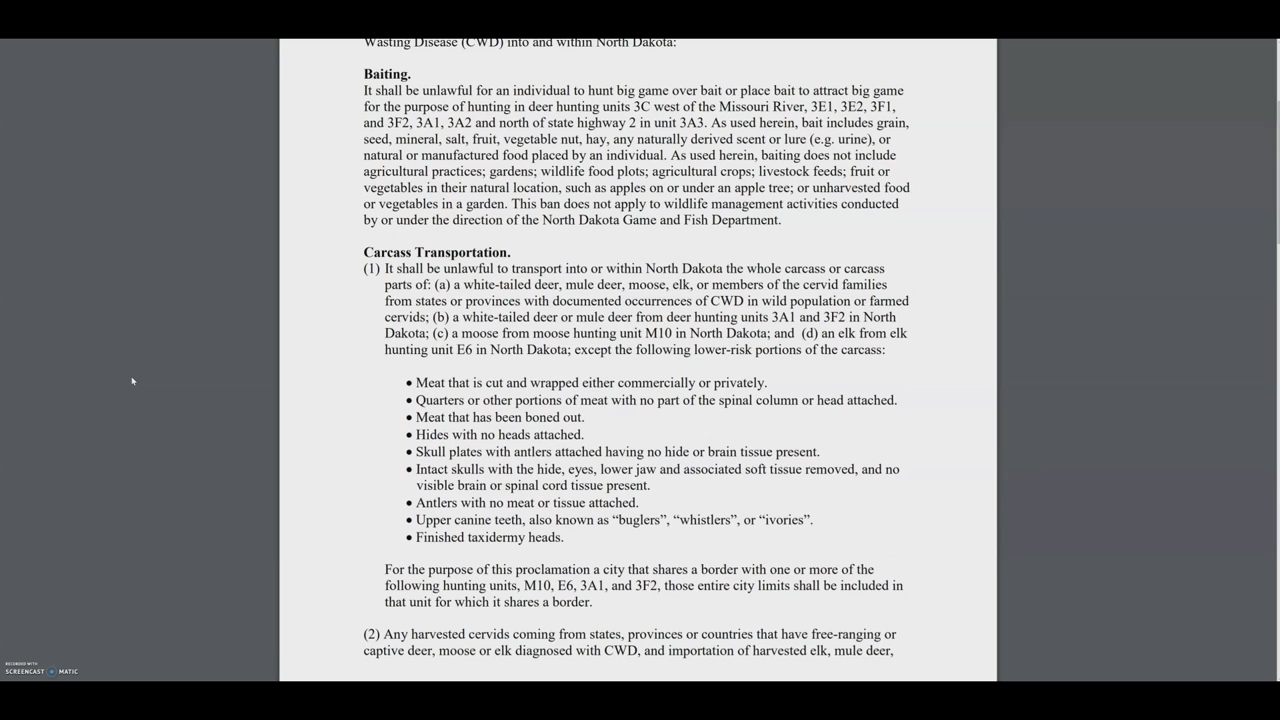 Wasting Disease (CWD) into and within North Dakota:
Baiting.
It shall be unlawful for an individual to hunt big game over bait or place bait to attract big game
for the purpose of hunting in deer hunting units 3C west of the Missouri River, 3E1, 3E2, 3F1,
and 3F2, 3A1, 3A2 and north of state highway 2 in unit 3A3. As used herein, bait includes grain,
seed, mineral, salt, fruit, vegetable nut, hay, any naturally derived scent or lure (e.g. urine), or
natural or manufactured food placed by an individual. As used herein, baiting does not include
agricultural practices; gardens; wildlife food plots; agricultural crops; livestock feeds; fruit or
vegetables in their natural location, such as apples on or under an apple tree; or unharvested food
or vegetables in a garden. This ban does not apply to wildlife management activities conducted
by or under the direction of the North Dakota Game and Fish Department.
Carcass Transportation.
(1) It shall be unlawful to transport into or within North Dakota the whole carcass or carcass
parts of: (a) a white-tailed deer, mule deer, moose, elk, or members of the cervid families
from states or provinces with documented occurrences of CWD in wild population or farmed
cervids; (b) a white-tailed deer or mule deer from deer hunting units 3A1 and 3F2 in North
Dakota; (c) a moose from moose hunting unit M10 in North Dakota; and (d) an elk from elk
hunting unit E6 in North Dakota; except the following lower-risk portions of the carcass:
• Meat that is cut and wrapped either commercially or privately.
• Quarters or other portions of meat with no part of the spinal column or head attached.
• Meat that has been boned out.
• Hides with no heads attached.
• Skull plates with antlers attached having no hide or brain tissue present.
• Intact skulls with the hide, eyes, lower jaw and associated soft tissue removed, and no
visible brain or spinal cord tissue present.
• Antlers with no meat or tissue attached.
• Upper canine teeth, also known as “buglers”, “whistlers”, or “ivories”.
• Finished taxidermy heads.
For the purpose of this proclamation a city that shares a border with one or more of the
following hunting units, M10, E6, 3A1, and 3F2, those entire city limits shall be included in
that unit for which it shares a border.
(2) Any harvested cervids coming from states, provinces or countries that have free-ranging or
captive deer, moose or elk diagnosed with CWD, and importation of harvested elk, mule deer,
RECORDED WITH
SCREENCAST MATIC